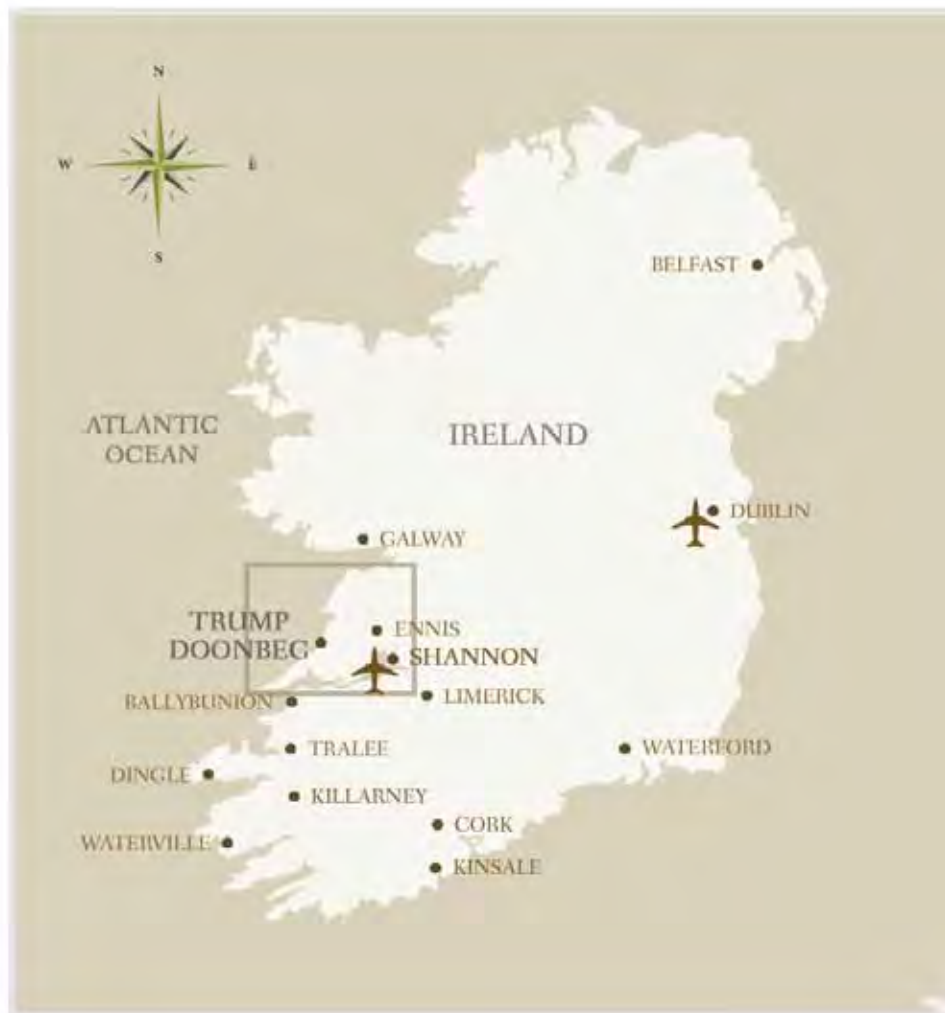 N
W
E
S
BELFAST
ATLANTIC
OCEAN
IRELAND
DUBLIN
GALWAY
TRUMP
DOONBEG
ENNIS
SHANNON
BALLYBUNION
LIMERICK
TRALEE
WATERFORD
DINGLE
KILLARNEY
CORK
WATERVILLE
KINSALE